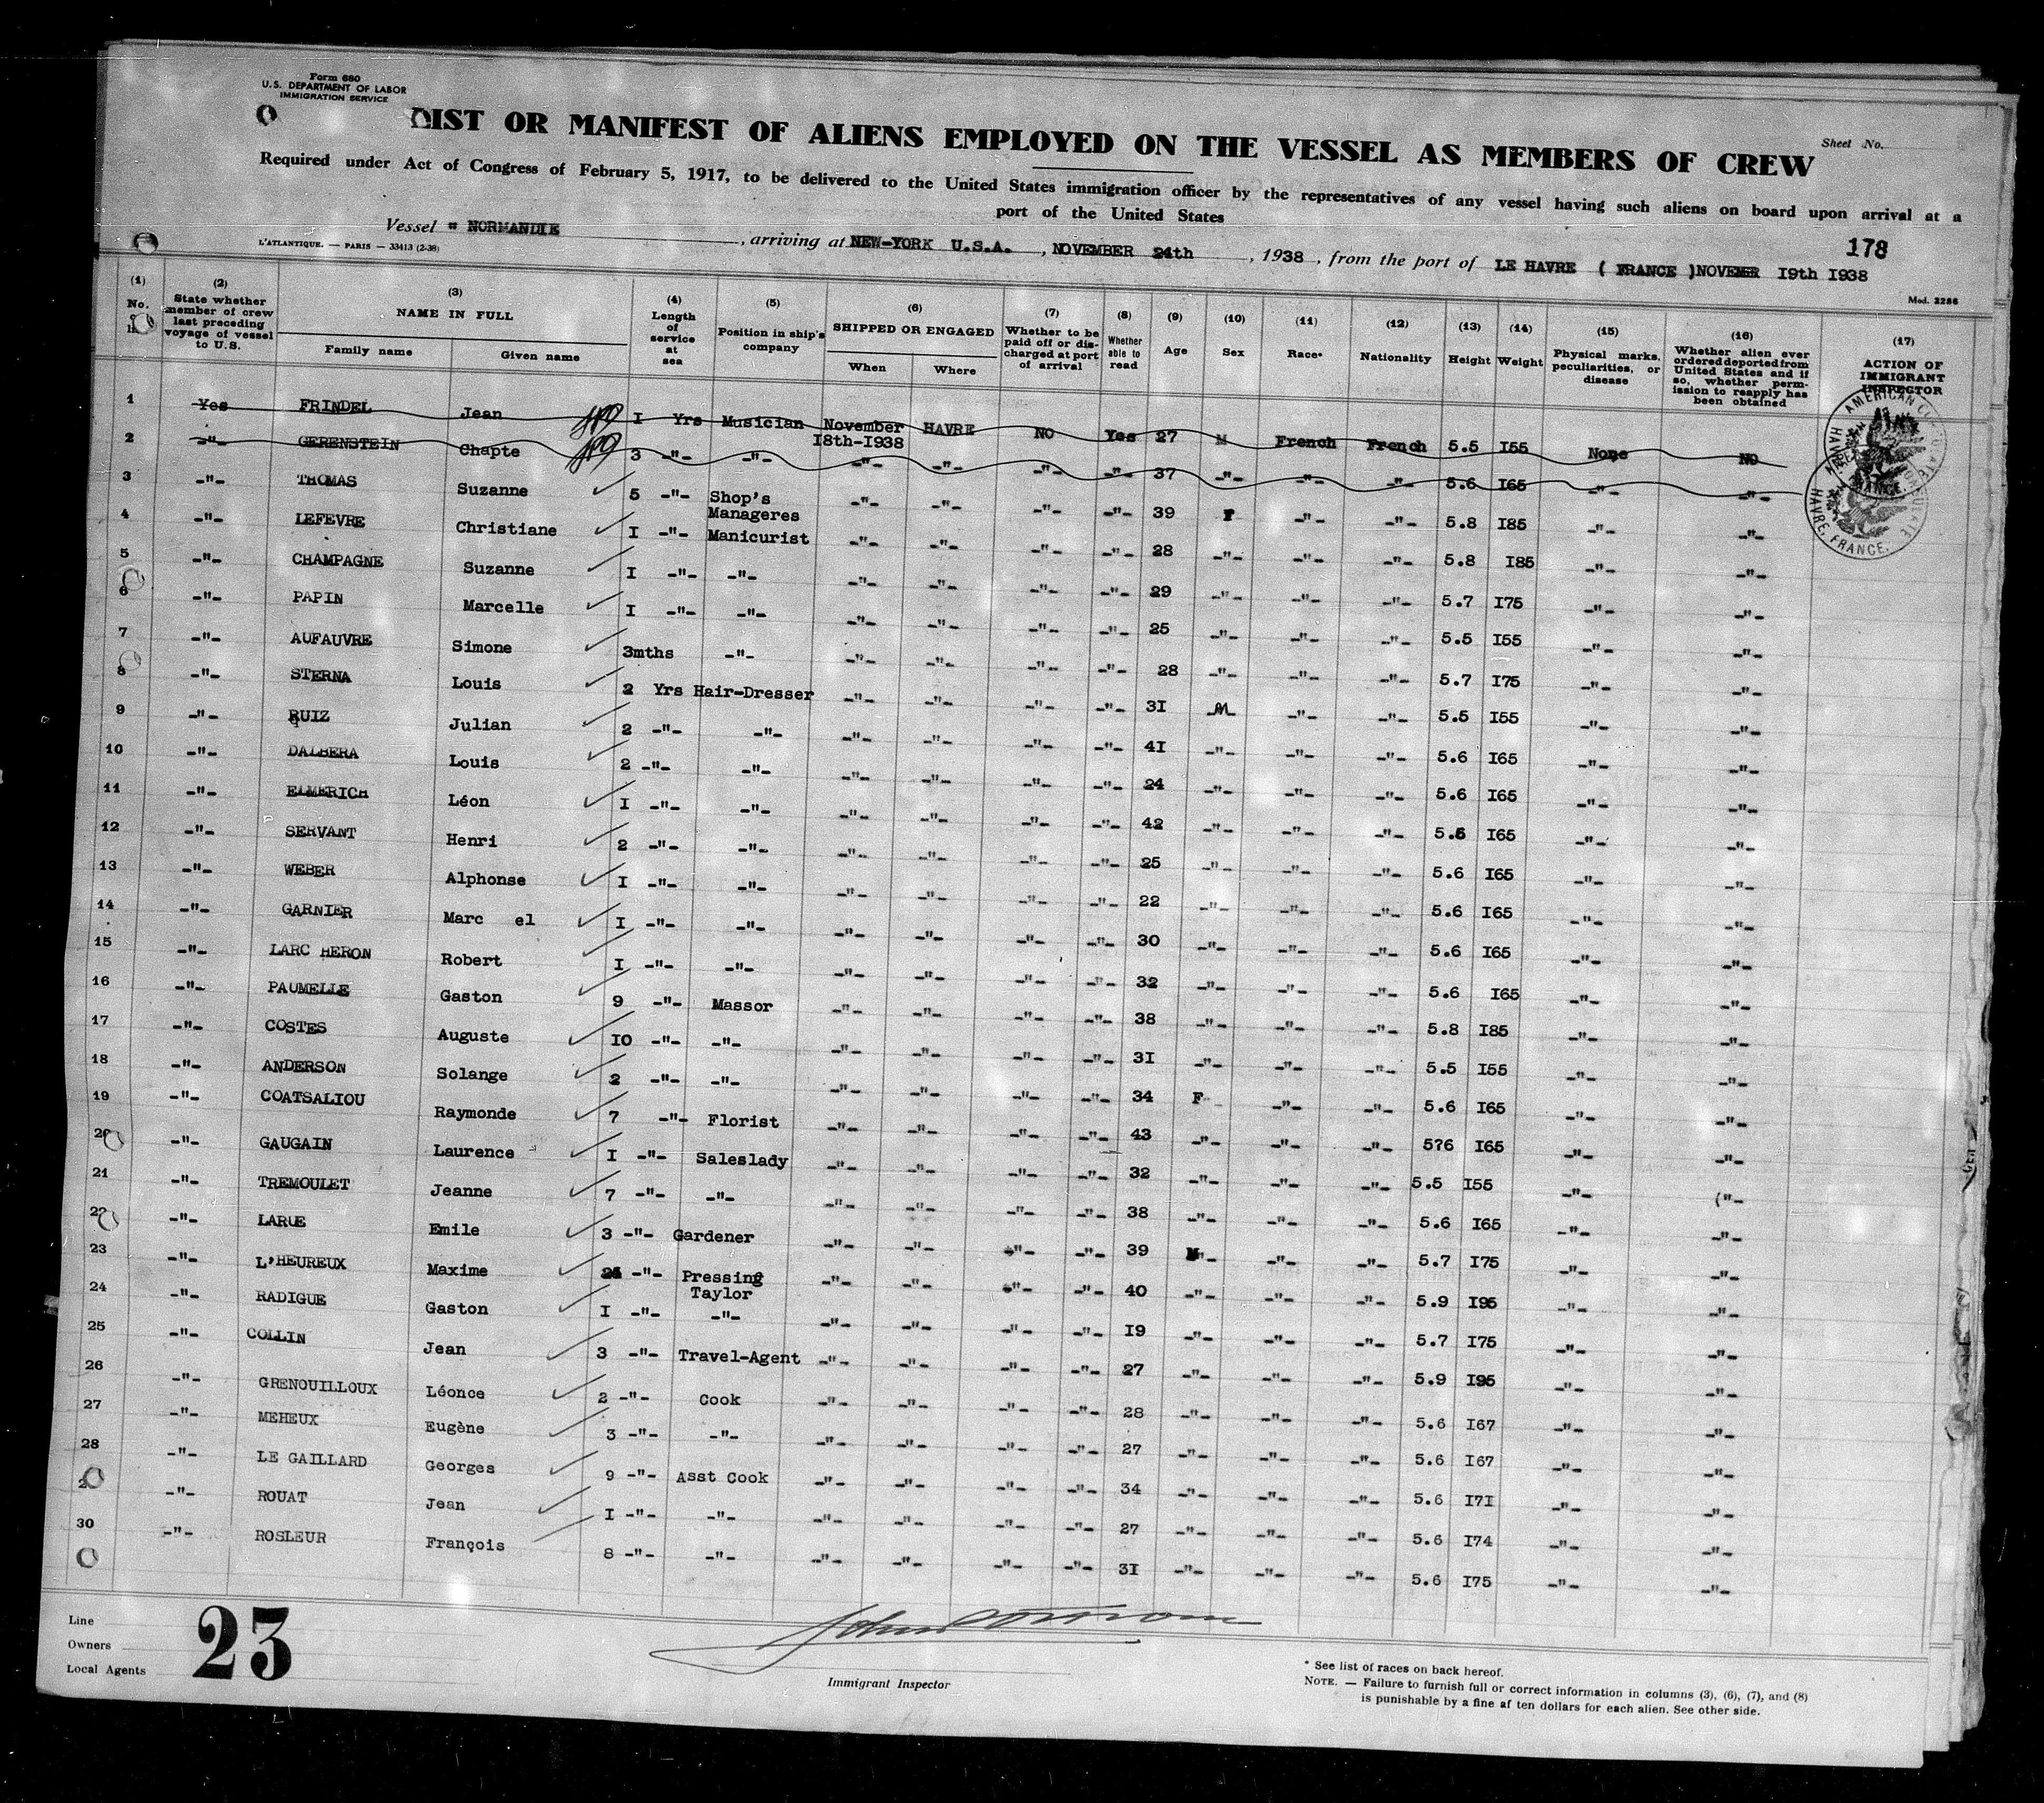 Form 680
U.S. DEPARTMENT OF LABOR
IMMIGRATION SERVICE
LIST OR MANIFEST OF ALIENS EMPLOYED ON THE VESSEL AS MEMBERS OF CREW
Sheet No.
Required under Act of Congress of February 5, 1917, to be delivered to the United States immigration officer by the representatives of any vessel having such aliens on board upon arrival at a
port of the United States
Vessel " NORMANDIE , arriving at NEW-YORK U.S.A. , NOVEMBER 24th , 1938 , from the port of LE HAVRE ( FRANCE )NOVEMBR I9th I938
178
L'ATLANTIQUE. — PARIS — 33413 (2-38)
Mod. 2286
(1) No.
(2) State whether member of crew last preceding voyage of vessel to U.S.
(3) NAME IN FULL Family name Given name
(4) Length of service at sea
(5) Position in ship's company
(6) SHIPPED OR ENGAGED When Where
(7) Whether to be paid off or discharged at port of arrival
(8) Whether able to read
(9) Age
(10) Sex
(11) Race*
(12) Nationality
(13) Height
(14) Weight
(15) Physical marks, peculiarities, or disease
(16) Whether alien ever ordered deported from United States and if so, whether permission to reapply has been obtained
(17) ACTION OF IMMIGRANT INSPECTOR
1 Yes FRINDEL Jean I Yrs Musician November I8th-I938 HAVRE NO Yes 27 M French French 5.5 I55 None NO
2 -"- GERENSTEIN Chapte 3 -"- -"- -"- -"- -"- -"- 37 -"- -"- -"- 5.6 I65 -"- -"-
3 -"- THOMAS Suzanne 5 -"- Shop's Manageres -"- -"- -"- -"- 39 F -"- -"- 5.8 I85 -"- -"-
4 -"- LEFEVRE Christiane I -"- Manicurist -"- -"- -"- -"- 28 -"- -"- -"- 5.8 I85 -"- -"-
5 -"- CHAMPAGNE Suzanne I -"- -"- -"- -"- -"- -"- 29 -"- -"- -"- 5.7 I75 -"- -"-
6 -"- PAPIN Marcelle I -"- -"- -"- -"- -"- -"- 25 -"- -"- -"- 5.5 I55 -"- -"-
7 -"- AUFAUVRE Simone 3mths -"- -"- -"- -"- -"- 28 -"- -"- -"- 5.7 I75 -"- -"-
8 -"- STERNA Louis 2 Yrs Hair-Dresser -"- -"- -"- -"- 3I M -"- -"- 5.5 I55 -"- -"-
9 -"- RUIZ Julian 2 -"- -"- -"- -"- -"- -"- 4I -"- -"- -"- 5.6 I65 -"- -"-
10 -"- DALBERA Louis 2 -"- -"- -"- -"- -"- -"- 24 -"- -"- -"- 5.6 I65 -"- -"-
11 -"- ELMERICH Léon I -"- -"- -"- -"- -"- -"- 42 -"- -"- -"- 5.6 I65 -"- -"-
12 -"- SERVANT Henri 2 -"- -"- -"- -"- -"- -"- 25 -"- -"- -"- 5.6 I65 -"- -"-
13 -"- WEBER Alphonse I -"- -"- -"- -"- -"- -"- 22 -"- -"- -"- 5.6 I65 -"- -"-
14 -"- GARNIER Marc el I -"- -"- -"- -"- -"- -"- 30 -"- -"- -"- 5.6 I65 -"- -"-
15 -"- LARC HERON Robert I -"- -"- -"- -"- -"- -"- 32 -"- -"- -"- 5.6 I65 -"- -"-
16 -"- PAUMELLE Gaston 9 -"- Massor -"- -"- -"- -"- 38 -"- -"- -"- 5.8 I85 -"- -"-
17 -"- COSTES Auguste IO -"- -"- -"- -"- -"- -"- 3I -"- -"- -"- 5.5 I55 -"- -"-
18 -"- ANDERSON Solange 2 -"- -"- -"- -"- -"- -"- 34 F -"- -"- 5.6 I65 -"- -"-
19 -"- COATSALIOU Raymonde 7 -"- Florist -"- -"- -"- -"- 43 -"- -"- -"- 5?6 I65 -"- -"-
20 -"- GAUGAIN Laurence I -"- Saleslady -"- -"- -"- -"- 32 -"- -"- -"- 5.5 I55 -"- ("-
21 -"- TREMOULET Jeanne 7 -"- -"- -"- -"- -"- -"- 38 -"- -"- -"- 5.6 I65 -"- -"-
22 -"- LARUE Emile 3 -"- Gardener -"- -"- -"- -"- 39 M -"- -"- 5.7 I75 -"- -"-
23 -"- L'HEUREUX Maxime -"- Pressing Taylor -"- -"- -"- -"- 40 -"- -"- -"- 5.9 I95 -"- -"-
24 -"- RADIGUE Gaston I -"- -"- -"- -"- -"- -"- I9 -"- -"- -"- 5.7 I75 -"- -"-
25 -"- COLLIN Jean 3 -"- Travel-Agent -"- -"- -"- -"- 27 -"- -"- -"- 5.9 I95 -"- -"-
26 -"- GRENOUILLOUX Léonce 2 -"- Cook -"- -"- -"- -"- 28 -"- -"- -"- 5.6 I67 -"- -"-
27 -"- MEHEUX Eugène 3 -"- -"- -"- -"- -"- -"- 27 -"- -"- -"- 5.6 I67 -"- -"-
28 -"- LE GAILLARD Georges 9 -"- Asst Cook -"- -"- -"- -"- 34 -"- -"- -"- 5.6 I7I -"- -"-
2 -"- ROUAT Jean I -"- -"- -"- -"- -"- -"- 27 -"- -"- -"- 5.6 I74 -"- -"-
30 -"- ROSLEUR François 8 -"- -"- -"- -"- -"- -"- 3I -"- -"- -"- 5.6 I75 -"- -"-
AMERICAN CONSULATE HAVRE, FRANCE.
HAVRE, FRANCE.
Line
Owners
Local Agents
23
Immigrant Inspector
* See list of races on back hereof.
NOTE. — Failure to furnish full or correct information in columns (3), (6), (7), and (8)
is punishable by a fine af ten dollars for each alien. See other side.